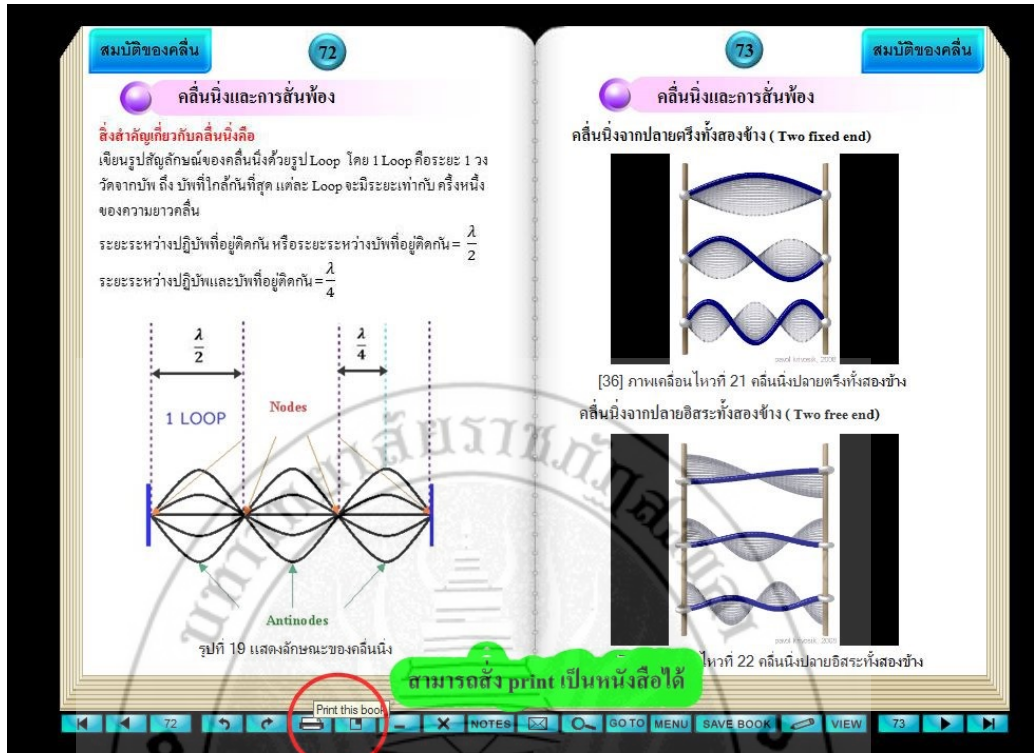 สมบัติของคลื่น
72
คลื่นนิ่งและการสั่นพ้อง
สิ่งสำคัญเกี่ยวกับคลื่นนิ่งคือ
เขียนรูปสัญลักษณ์ของคลื่นนิ่งด้วยรูป Loop โดย 1 Loop คือระยะ 1 วง
วัดจากบัพ ถึง บัพที่ใกล้กันที่สุด แต่ละ Loop จะมีระยะเท่ากับ ครึ่งหนึ่ง
ของความยาวคลื่น
ระยะระหว่างปฏิบัพที่อยู่ติดกัน หรือระยะระหว่างบัพที่อยู่ติดกัน = λ/2
ระยะระหว่างปฏิบัพและบัพที่อยู่ติดกัน = λ/4
λ/2
λ/4
1 LOOP
Nodes
Antinodes
รูปที่ 19 แสดงลักษณะของคลื่นนิ่ง
73
สมบัติของคลื่น
คลื่นนิ่งและการสั่นพ้อง
คลื่นนิ่งจากปลายตรึงทั้งสองข้าง ( Two fixed end)
[36] ภาพเคลื่อนไหวที่ 21 คลื่นนิ่งปลายตรึงทั้งสองข้าง
คลื่นนิ่งจากปลายอิสระทั้งสองข้าง ( Two free end)
ไหวที่ 22 คลื่นนิ่งปลายอิสระทั้งสองข้าง
สามารถสั่ง print เป็นหนังสือได้
Print this book
72
NOTES
GO TO
MENU
SAVE BOOK
VIEW
73